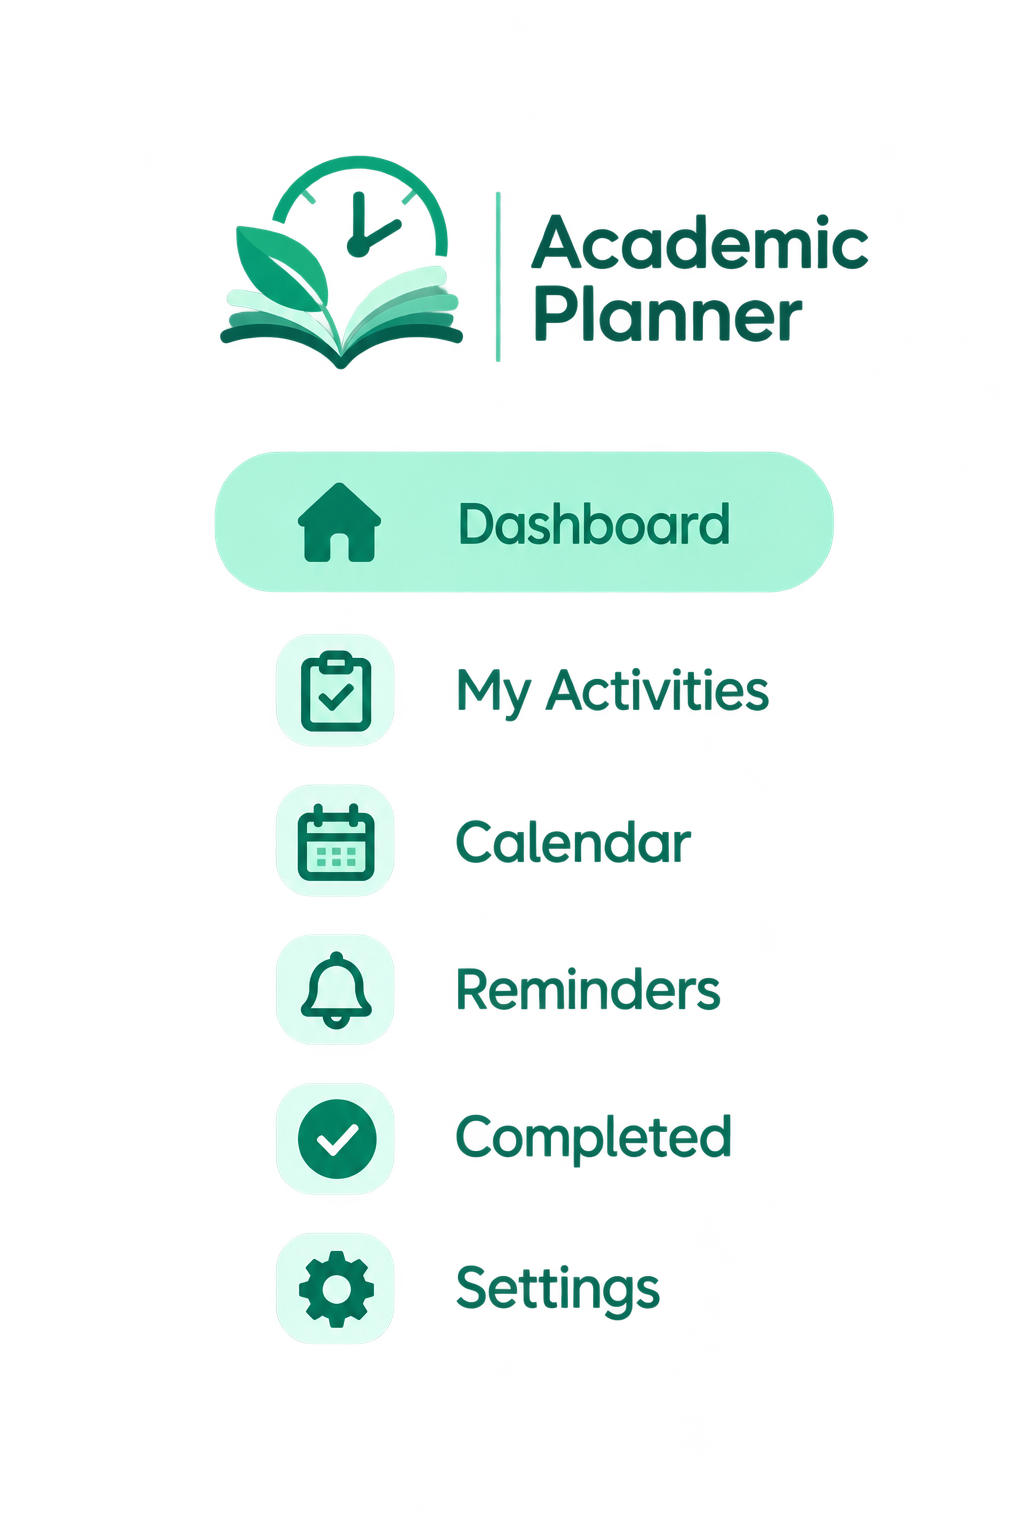 Academic
Planner
Dashboard
My Activities
Calendar
Reminders
Completed
Settings